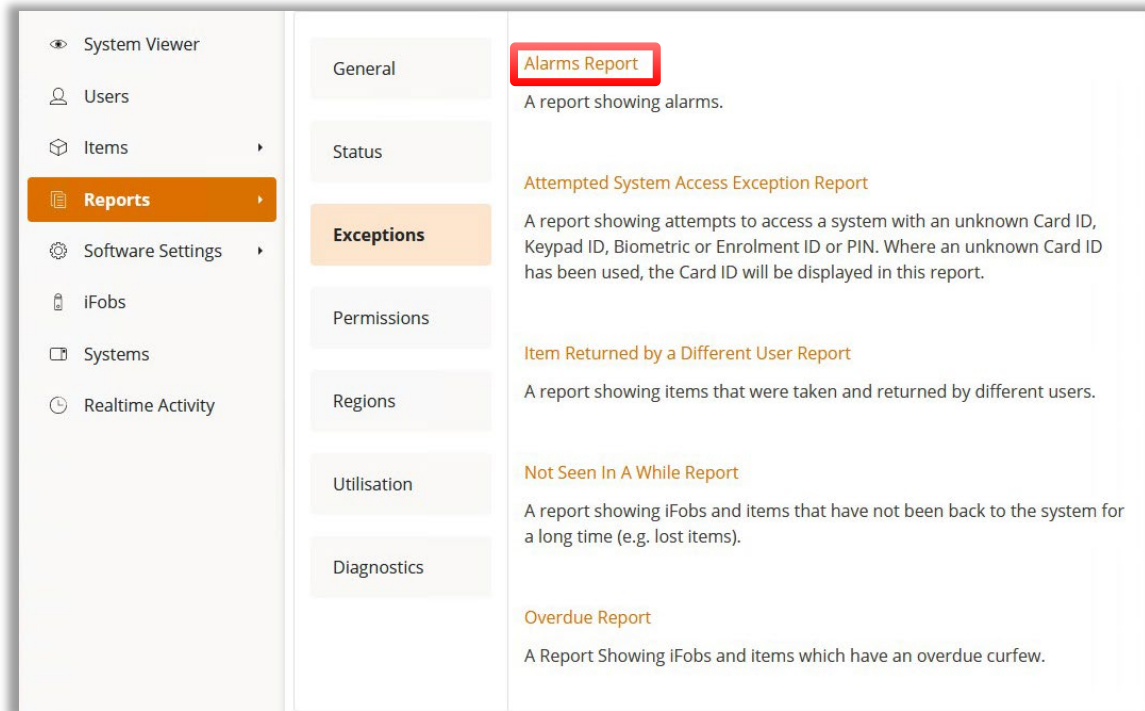 System Viewer
Users
Items
Reports
Software Settings
iFobs
Systems
Realtime Activity
General
Status
Exceptions
Permissions
Regions
Utilisation
Diagnostics
Alarms Report
A report showing alarms.
Attempted System Access Exception Report
A report showing attempts to access a system with an unknown Card ID,
Keypad ID, Biometric or Enrolment ID or PIN. Where an unknown Card ID
has been used, the Card ID will be displayed in this report.
Item Returned by a Different User Report
A report showing items that were taken and returned by different users.
Not Seen In A While Report
A report showing iFobs and items that have not been back to the system for
a long time (e.g. lost items).
Overdue Report
A Report Showing iFobs and items which have an overdue curfew.